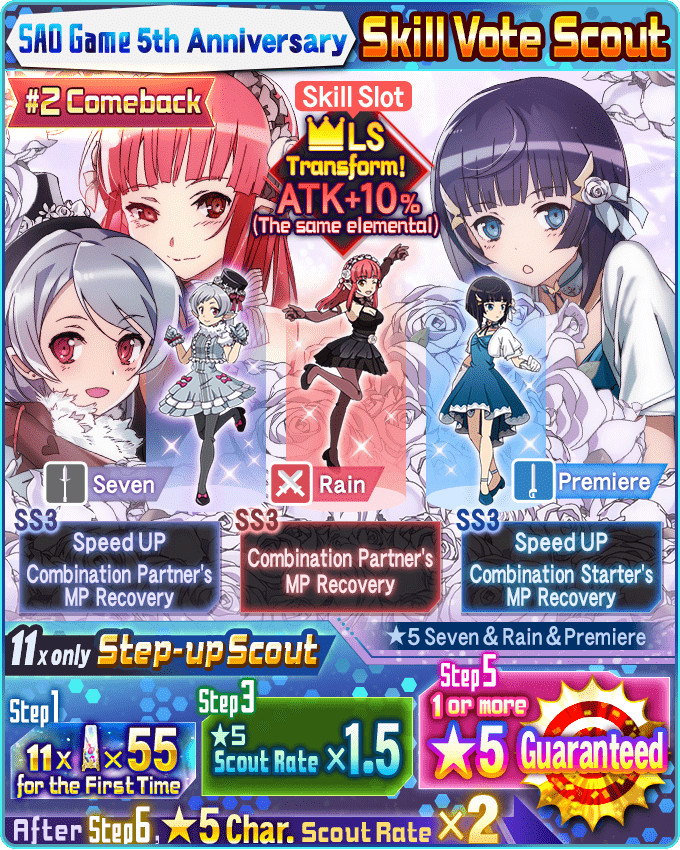 SAO Game 5th Anniversary Skill Vote Scout
#2 Comeback
Skill Slot
LS
Transform!
ATK+10%
(The same elemental)
Seven
Rain
Premiere
SS3
Speed UP
Combination Partner's
MP Recovery
SS3
Combination Partner's
MP Recovery
SS3
Speed UP
Combination Starter's
MP Recovery
★5 Seven & Rain & Premiere
11x only Step-up Scout
Step1
11x x55
for the First Time
Step3
★5
Scout Rate x1.5
Step5
1 or more
★5 Guaranteed
After Step6, ★5 Char. Scout Rate x2